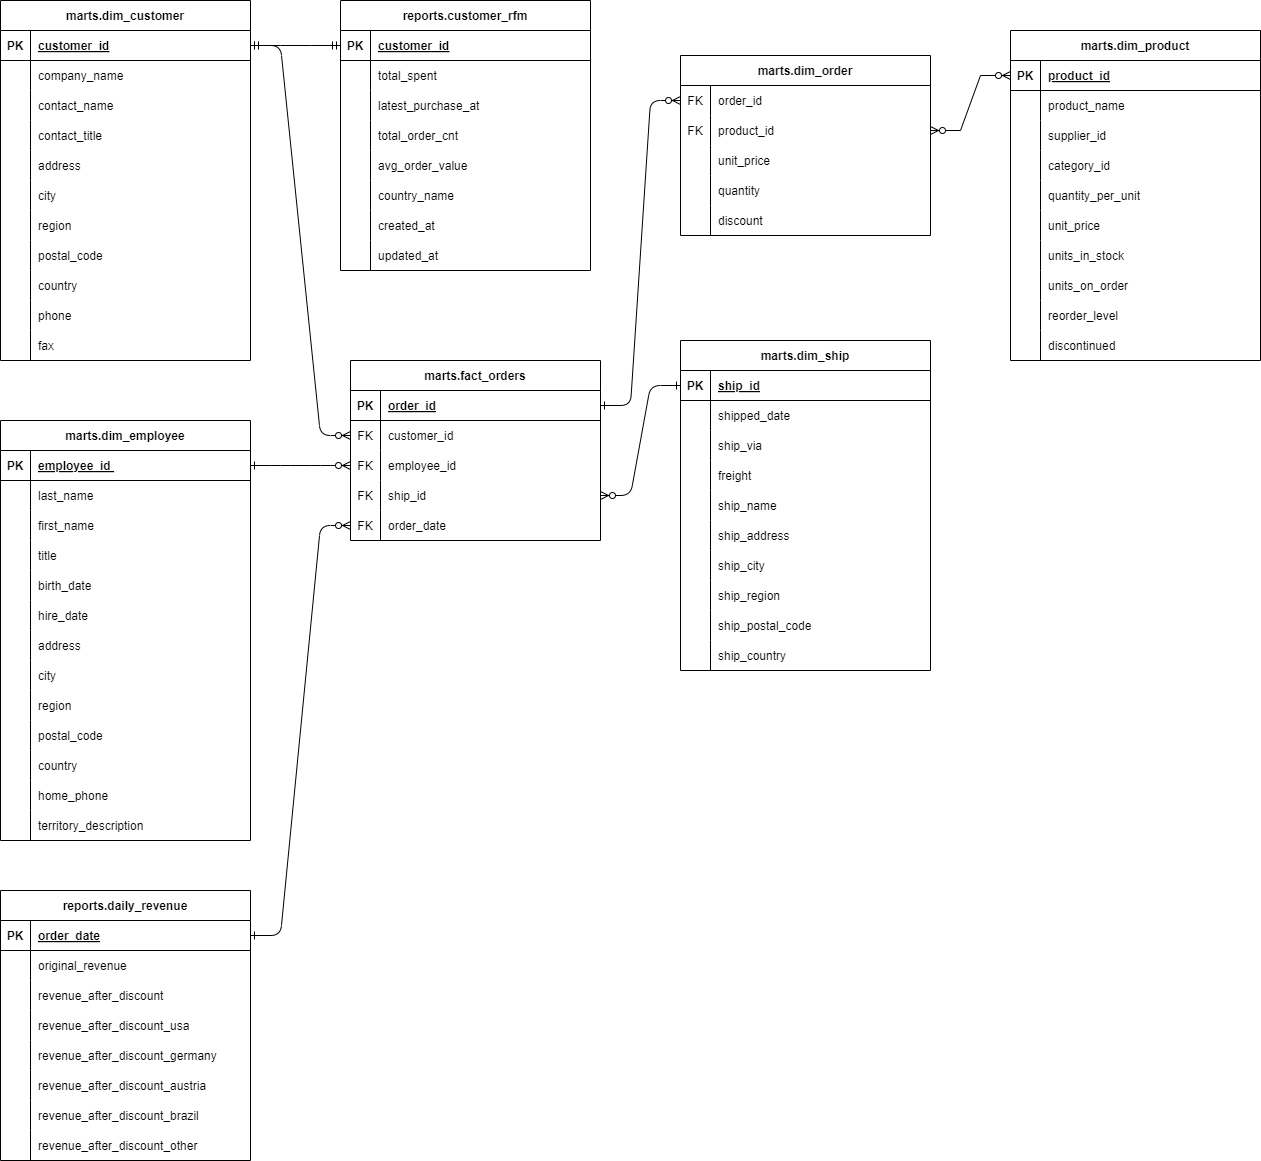 marts.dim_customer
PK customer_id
company_name
contact_name
contact_title
address
city
region
postal_code
country
phone
fax
reports.customer_rfm
PK customer_id
total_spent
latest_purchase_at
total_order_cnt
avg_order_value
country_name
created_at
updated_at
marts.dim_order
FK order_id
FK product_id
unit_price
quantity
discount
marts.dim_product
PK product_id
product_name
supplier_id
category_id
quantity_per_unit
unit_price
units_in_stock
units_on_order
reorder_level
discontinued
marts.fact_orders
PK order_id
FK customer_id
FK employee_id
FK ship_id
FK order_date
marts.dim_ship
PK ship_id
shipped_date
ship_via
freight
ship_name
ship_address
ship_city
ship_region
ship_postal_code
ship_country
marts.dim_employee
PK employee_id
last_name
first_name
title
birth_date
hire_date
address
city
region
postal_code
country
home_phone
territory_description
reports.daily_revenue
PK order_date
original_revenue
revenue_after_discount
revenue_after_discount_usa
revenue_after_discount_germany
revenue_after_discount_austria
revenue_after_discount_brazil
revenue_after_discount_other